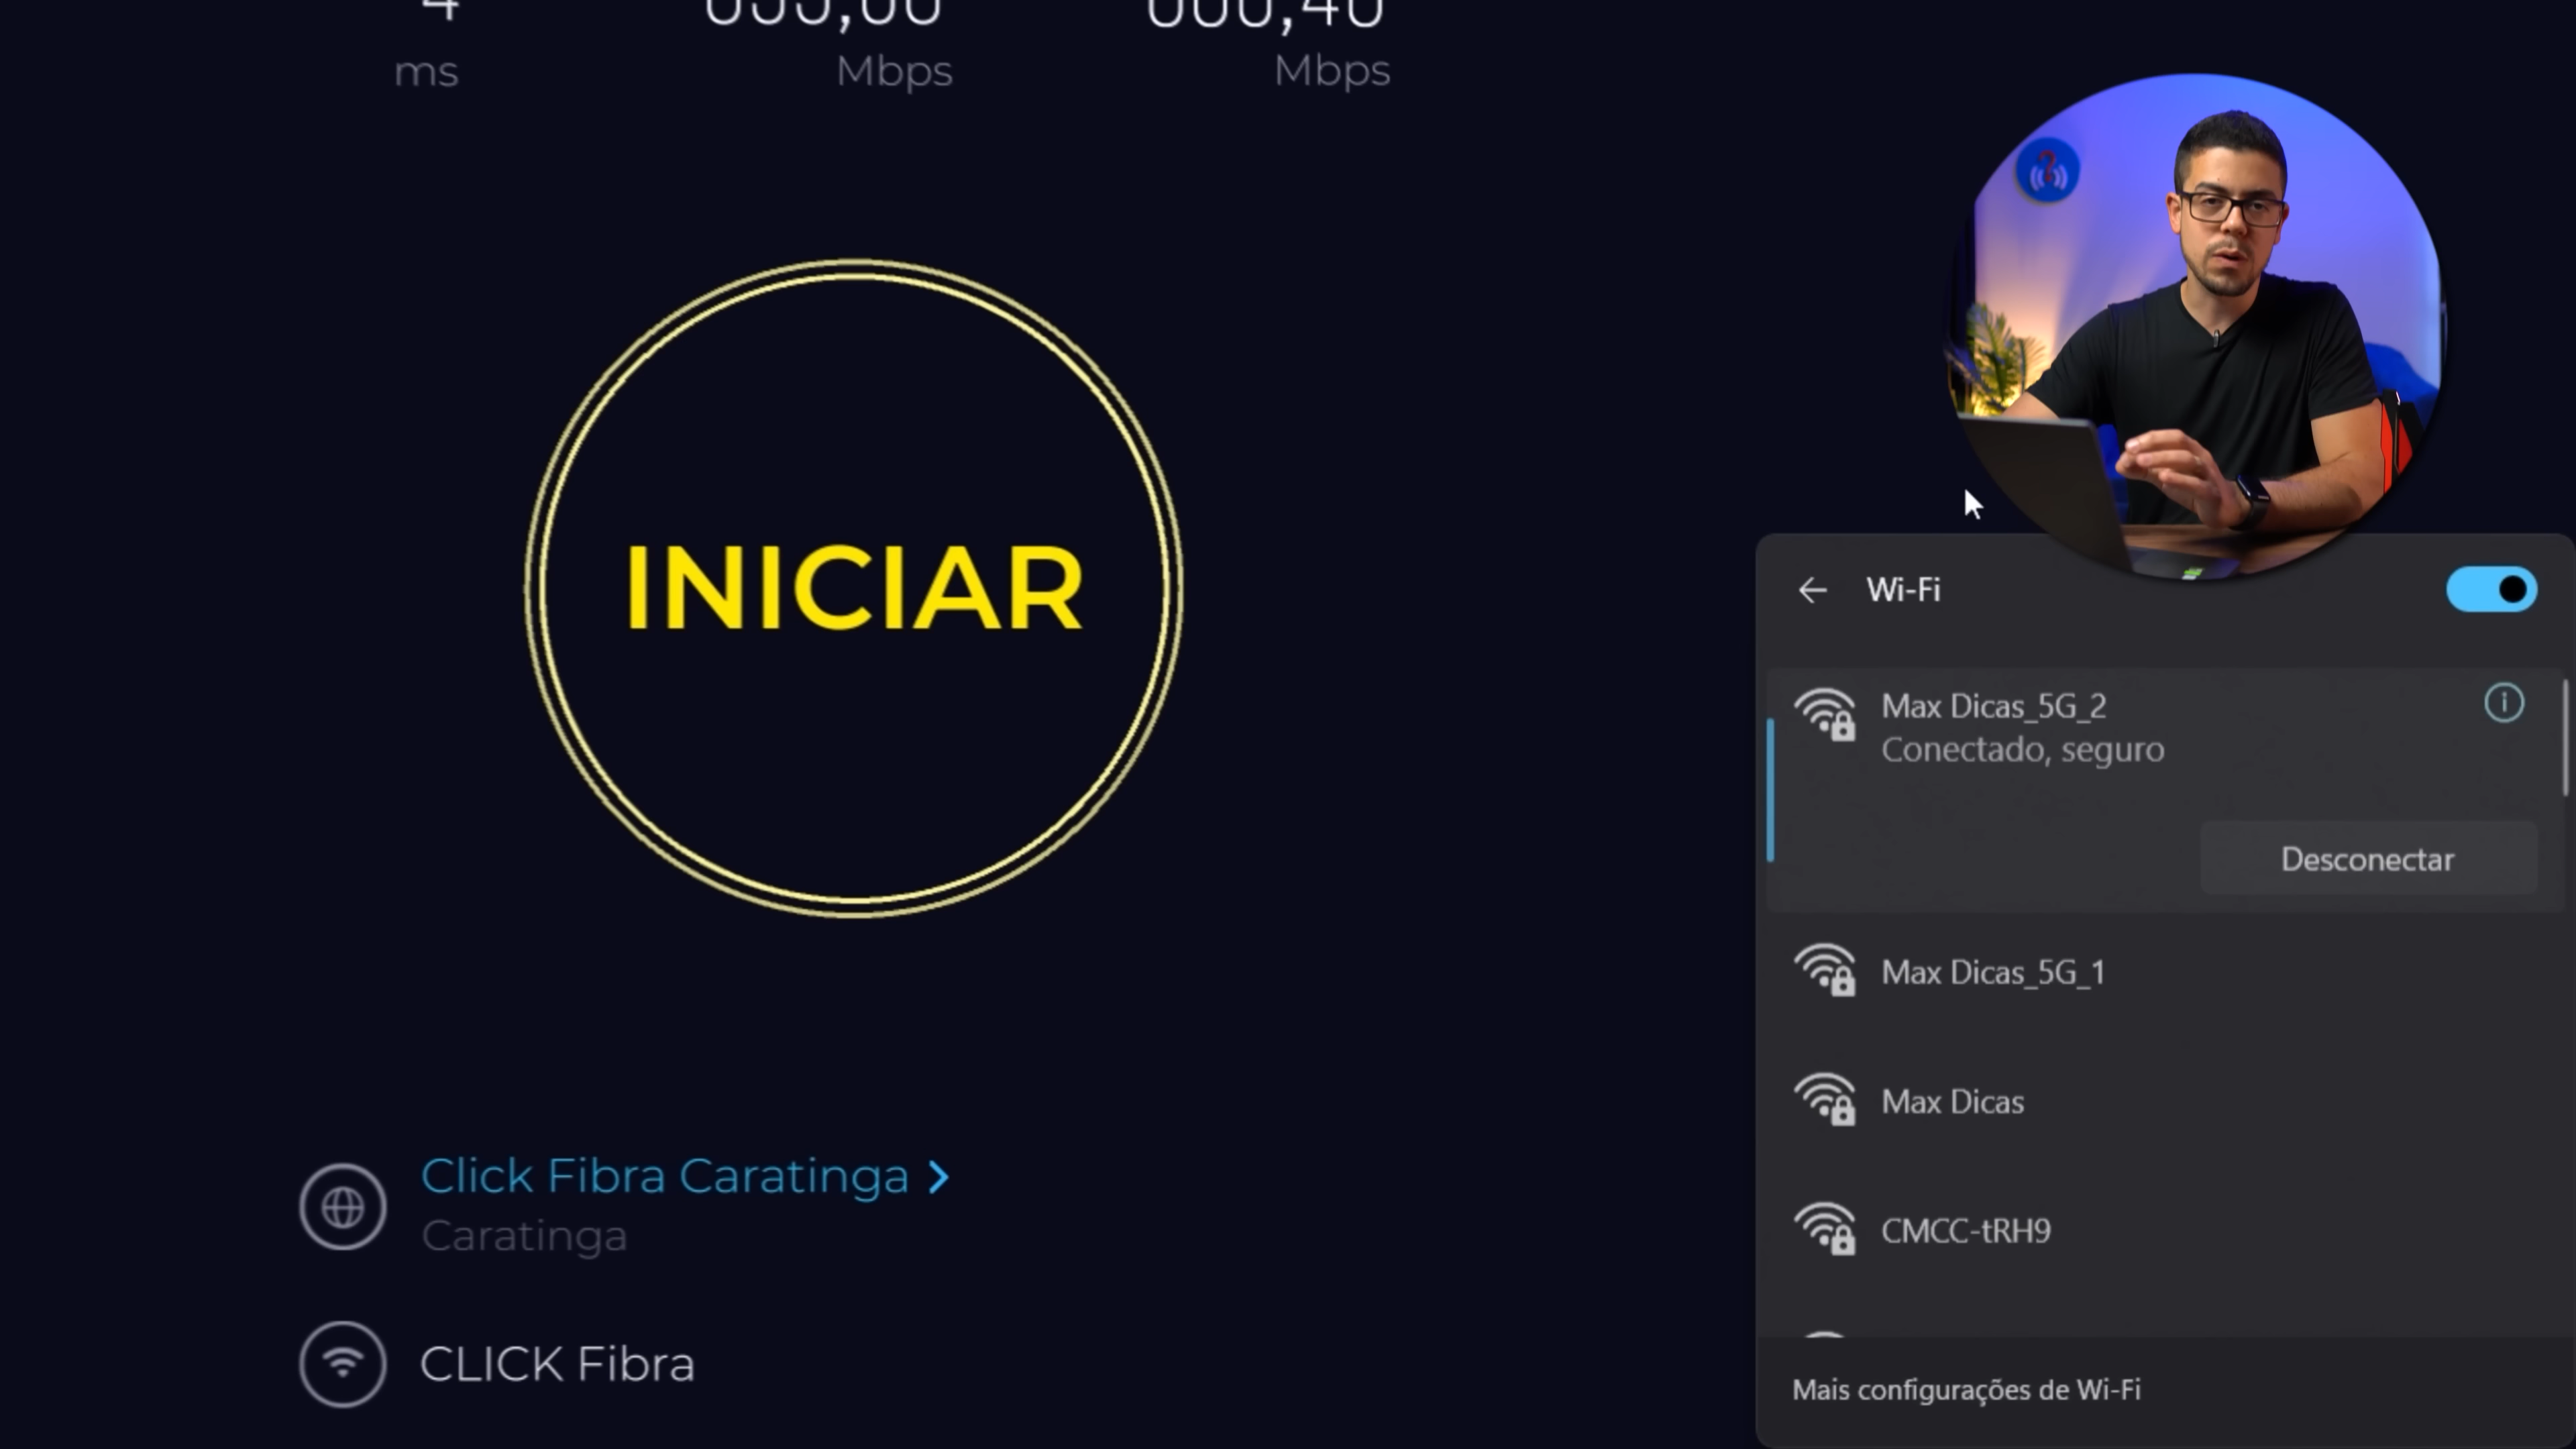 ms
Mbps
Mbps
INICIAR
Click Fibra Caratinga
Caratinga
CLICK Fibra
Wi-Fi
Max Dicas_5G_2
Conectado, seguro
Desconectar
Max Dicas_5G_1
Max Dicas
CMCC-tRH9
Mais configurações de Wi-Fi